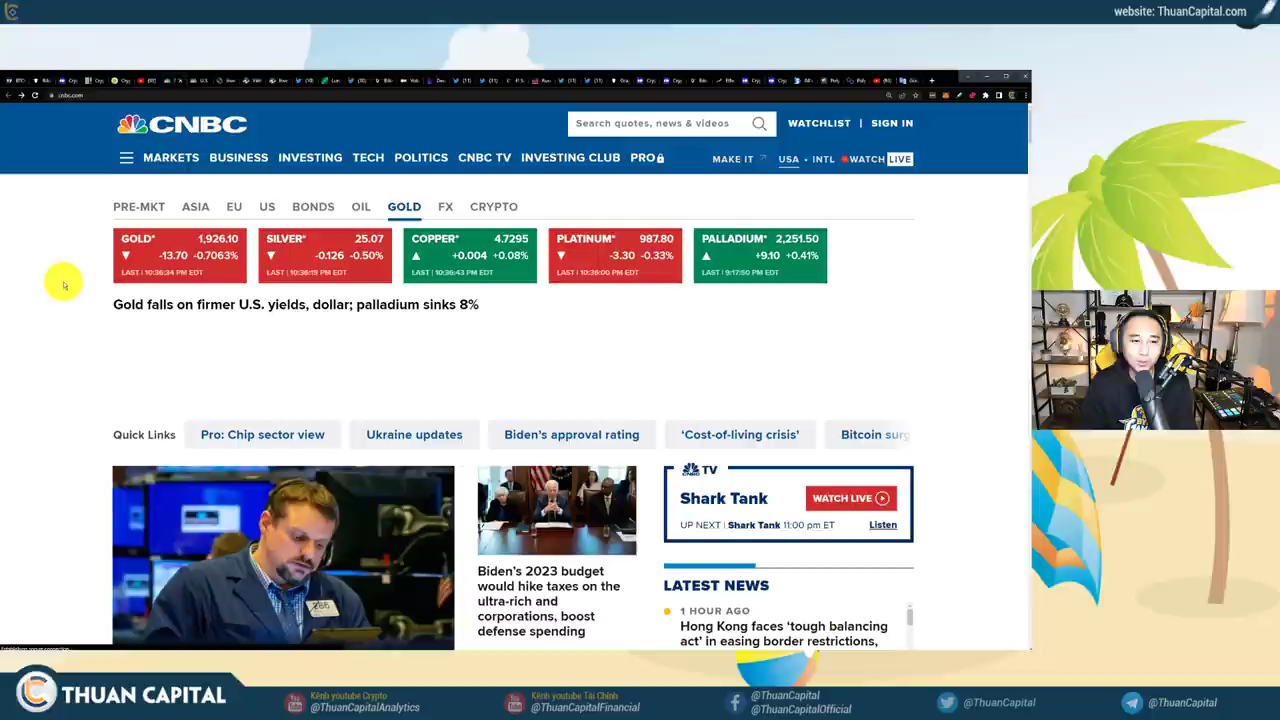 website: ThuanCapital.com
cnbc.com
CNBC
Search quotes, news & videos
WATCHLIST | SIGN IN
MARKETS BUSINESS INVESTING TECH POLITICS CNBC TV INVESTING CLUB PRO
MAKE IT USA • INTL WATCH LIVE
PRE-MKT ASIA EU US BONDS OIL GOLD FX CRYPTO
GOLD* 1,926.10
-13.70 -0.7063%
LAST | 10:36:34 PM EDT
SILVER* 25.07
-0.126 -0.50%
LAST | 10:36:19 PM EDT
COPPER* 4.7295
+0.004 +0.08%
LAST | 10:36:43 PM EDT
PLATINUM* 987.80
-3.30 -0.33%
LAST | 10:36:00 PM EDT
PALLADIUM* 2,251.50
+9.10 +0.41%
LAST | 9:17:50 PM EDT
Gold falls on firmer U.S. yields, dollar; palladium sinks 8%
Quick Links
Pro: Chip sector view
Ukraine updates
Biden's approval rating
'Cost-of-living crisis'
Bitcoin surg
CNBC TV
Shark Tank
WATCH LIVE
UP NEXT | Shark Tank 11:00 pm ET
Listen
Biden's 2023 budget
would hike taxes on the
ultra-rich and
corporations, boost
defense spending
LATEST NEWS
1 HOUR AGO
Hong Kong faces 'tough balancing
act' in easing border restrictions,
THUAN CAPITAL
Kênh youtube Crypto
@ThuanCapitalAnalytics
Kênh youtube Tài Chính
@ThuanCapitalFinancial
@ThuanCapital
@ThuanCapitalOfficial
@ThuanCapital
@ThuanCapital